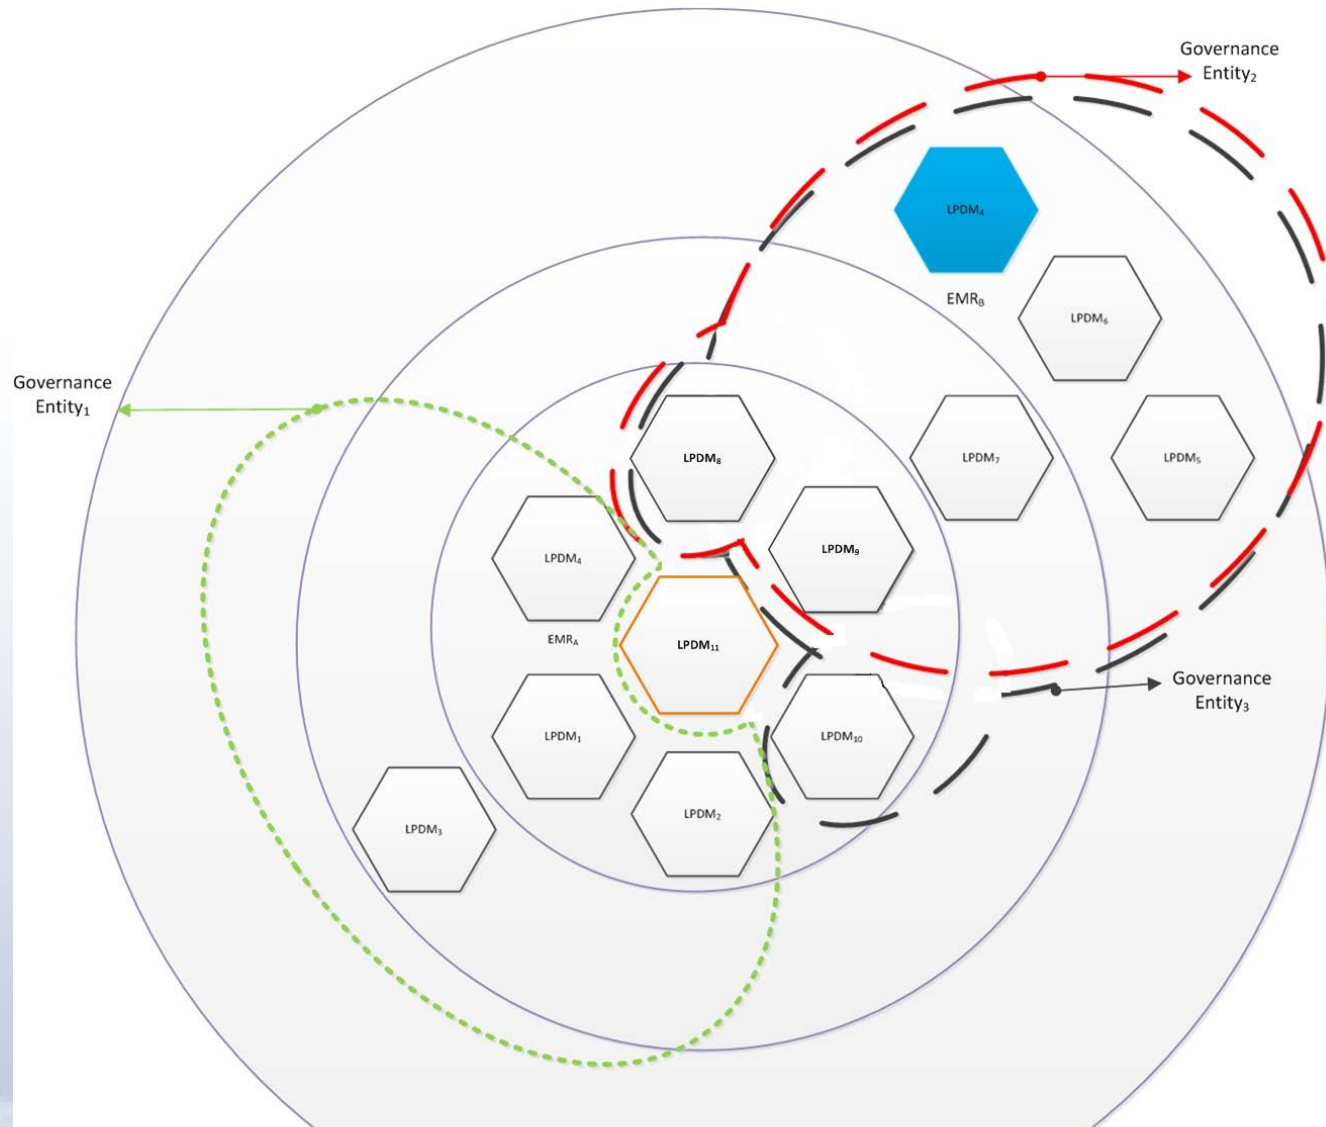 Governance
Entity₂
LPDM₄
EMR_B
LPDM₆
Governance
Entity₁
LPDM₈
LPDM₇
LPDM₅
LPDM₄
LPDM₉
EMR_A
LPDM₁₁
Governance
Entity₃
LPDM₁
LPDM₁₀
LPDM₂
LPDM₃